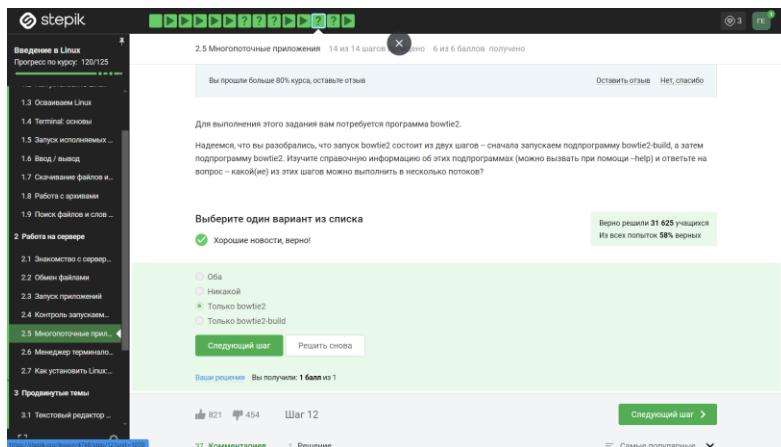 stepik
3
ГЕ
1
Введение в Linux
Прогресс по курсу: 120/125
1.3 Осваиваем Linux
1.4 Terminal: основы
1.5 Запуск исполняемых ...
1.6 Ввод / вывод
1.7 Скачивание файлов и...
1.8 Работа с архивами
1.9 Поиск файлов и слов ...
2 Работа на сервере
2.1 Знакомство с сервер...
2.2 Обмен файлами
2.3 Запуск приложений
2.4 Контроль запускаем...
2.5 Многопоточные прил...
2.6 Менеджер терминало...
2.7 Как установить Linux:...
3 Продвинутые темы
3.1 Текстовый редактор ...
2.5 Многопоточные приложения 14 из 14 шагов 6 из 6 баллов получено
Вы прошли больше 80% курса, оставьте отзыв
Оставить отзыв Нет, спасибо
Для выполнения этого задания вам потребуется программа bowtie2.
Надеемся, что вы разобрались, что запуск bowtie2 состоит из двух шагов – сначала запускаем подпрограмму bowtie2-build, а затем
подпрограмму bowtie2. Изучите справочную информацию об этих подпрограммах (можно вызвать при помощи –help) и ответьте на
вопрос – какой(ие) из этих шагов можно выполнить в несколько потоков?
Выберите один вариант из списка
Хорошие новости, верно!
Верно решили 31 625 учащихся
Из всех попыток 58% верных
Оба
Никакой
Только bowtie2
Только bowtie2-build
Следующий шаг
Решить снова
Ваши решения Вы получили: 1 балл из 1
821 454 Шаг 12
Следующий шаг
37 Комментариев 1 Решение
Самые популярные